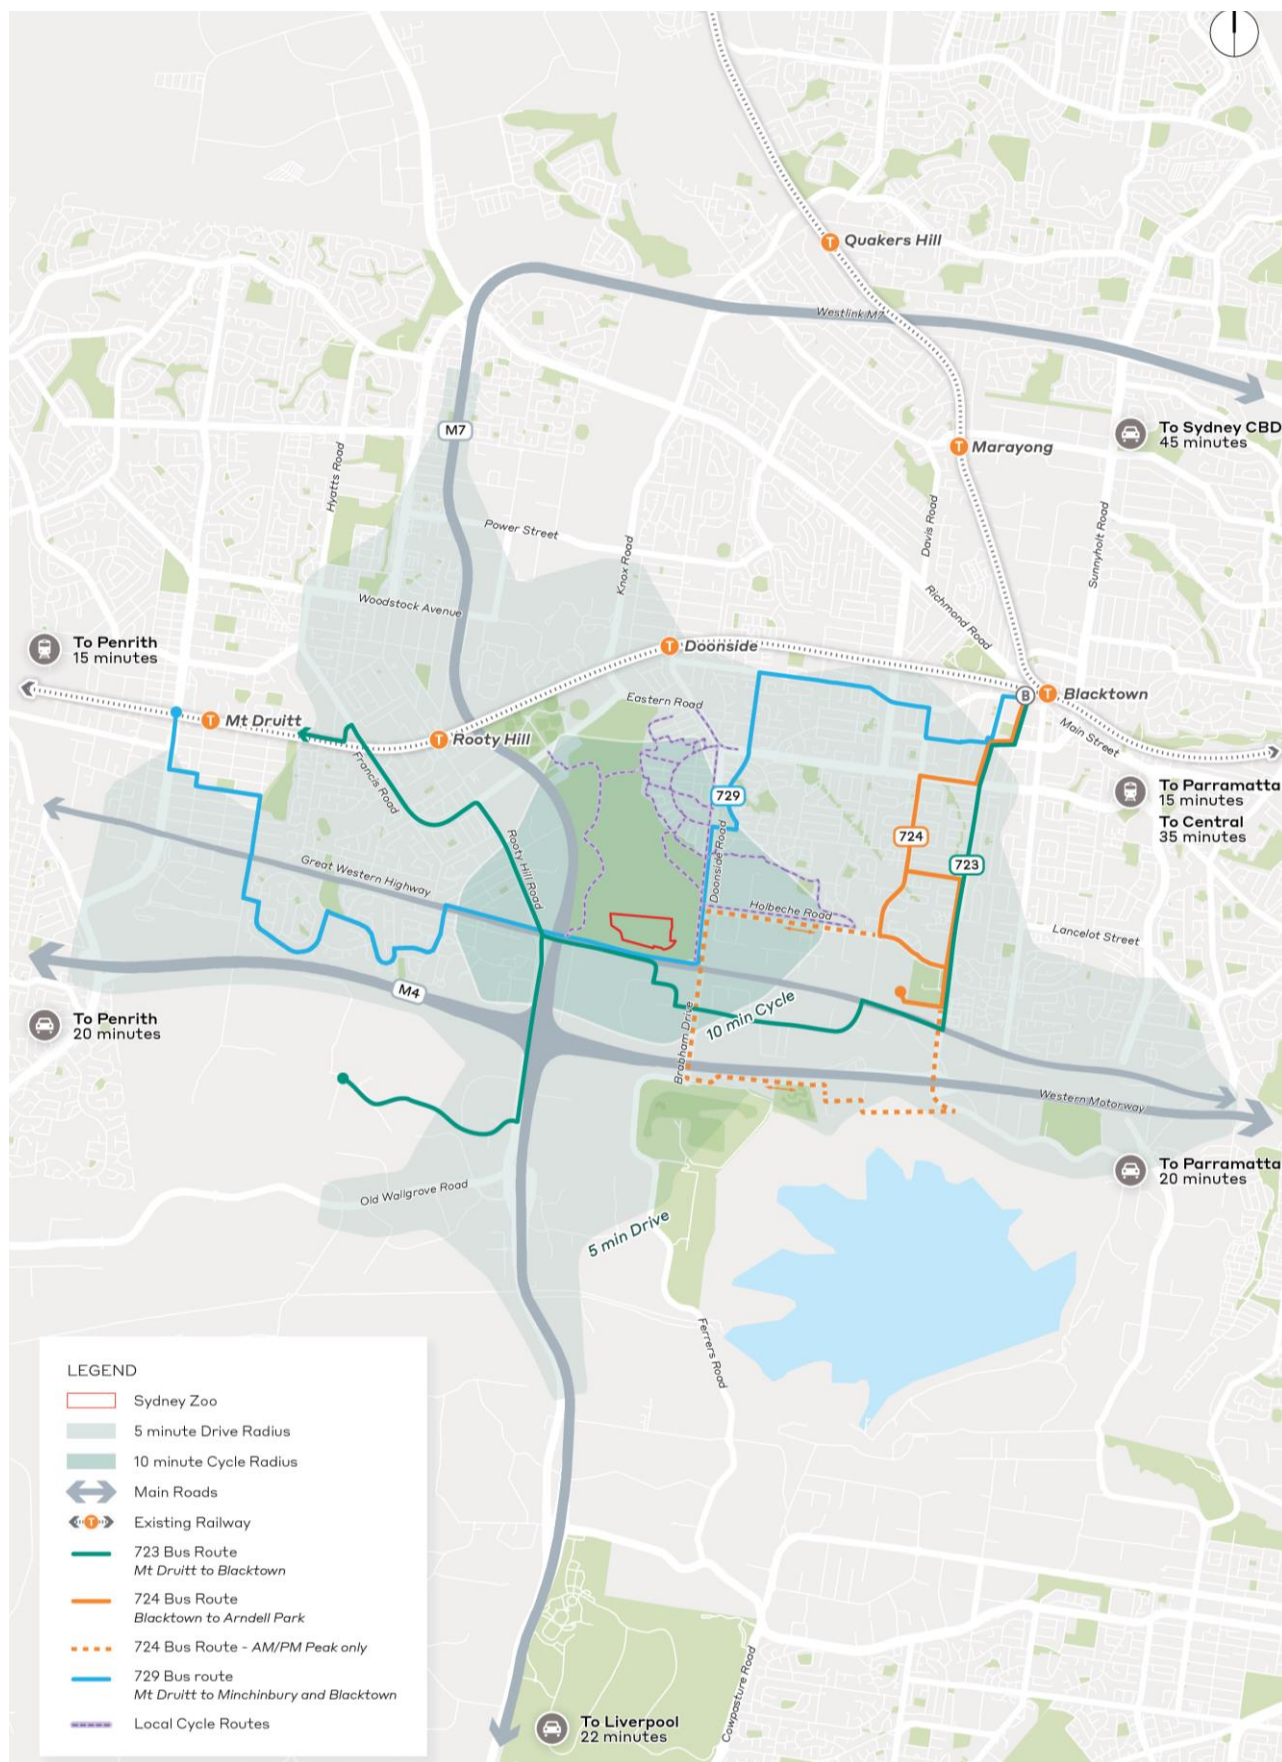 T Quakers Hill
Westlink M7
To Sydney CBD
45 minutes
M7
T Marayong
Hyatts Road
Power Street
Knox Road
Davis Road
Sunnyholt Road
Richmond Road
Woodstock Avenue
To Penrith
15 minutes
T Doonside
B T Blacktown
Eastern Road
T Mt Druitt
T Rooty Hill
Main Street
Francis Road
729
To Parramatta
15 minutes
To Central
35 minutes
724
723
Rooty Hill Road
Doonside Road
Great Western Highway
Holbeche Road
Lancelot Street
M4
10 min Cycle
Brabham Drive
To Penrith
20 minutes
Western Motorway
To Parramatta
20 minutes
Old Wallgrove Road
5 min Drive
Ferrers Road
LEGEND
Sydney Zoo
5 minute Drive Radius
10 minute Cycle Radius
Main Roads
T Existing Railway
723 Bus Route
Mt Druitt to Blacktown
724 Bus Route
Blacktown to Arndell Park
724 Bus Route - AM/PM Peak only
729 Bus route
Mt Druitt to Minchinbury and Blacktown
Local Cycle Routes
Cowpasture Road
To Liverpool
22 minutes